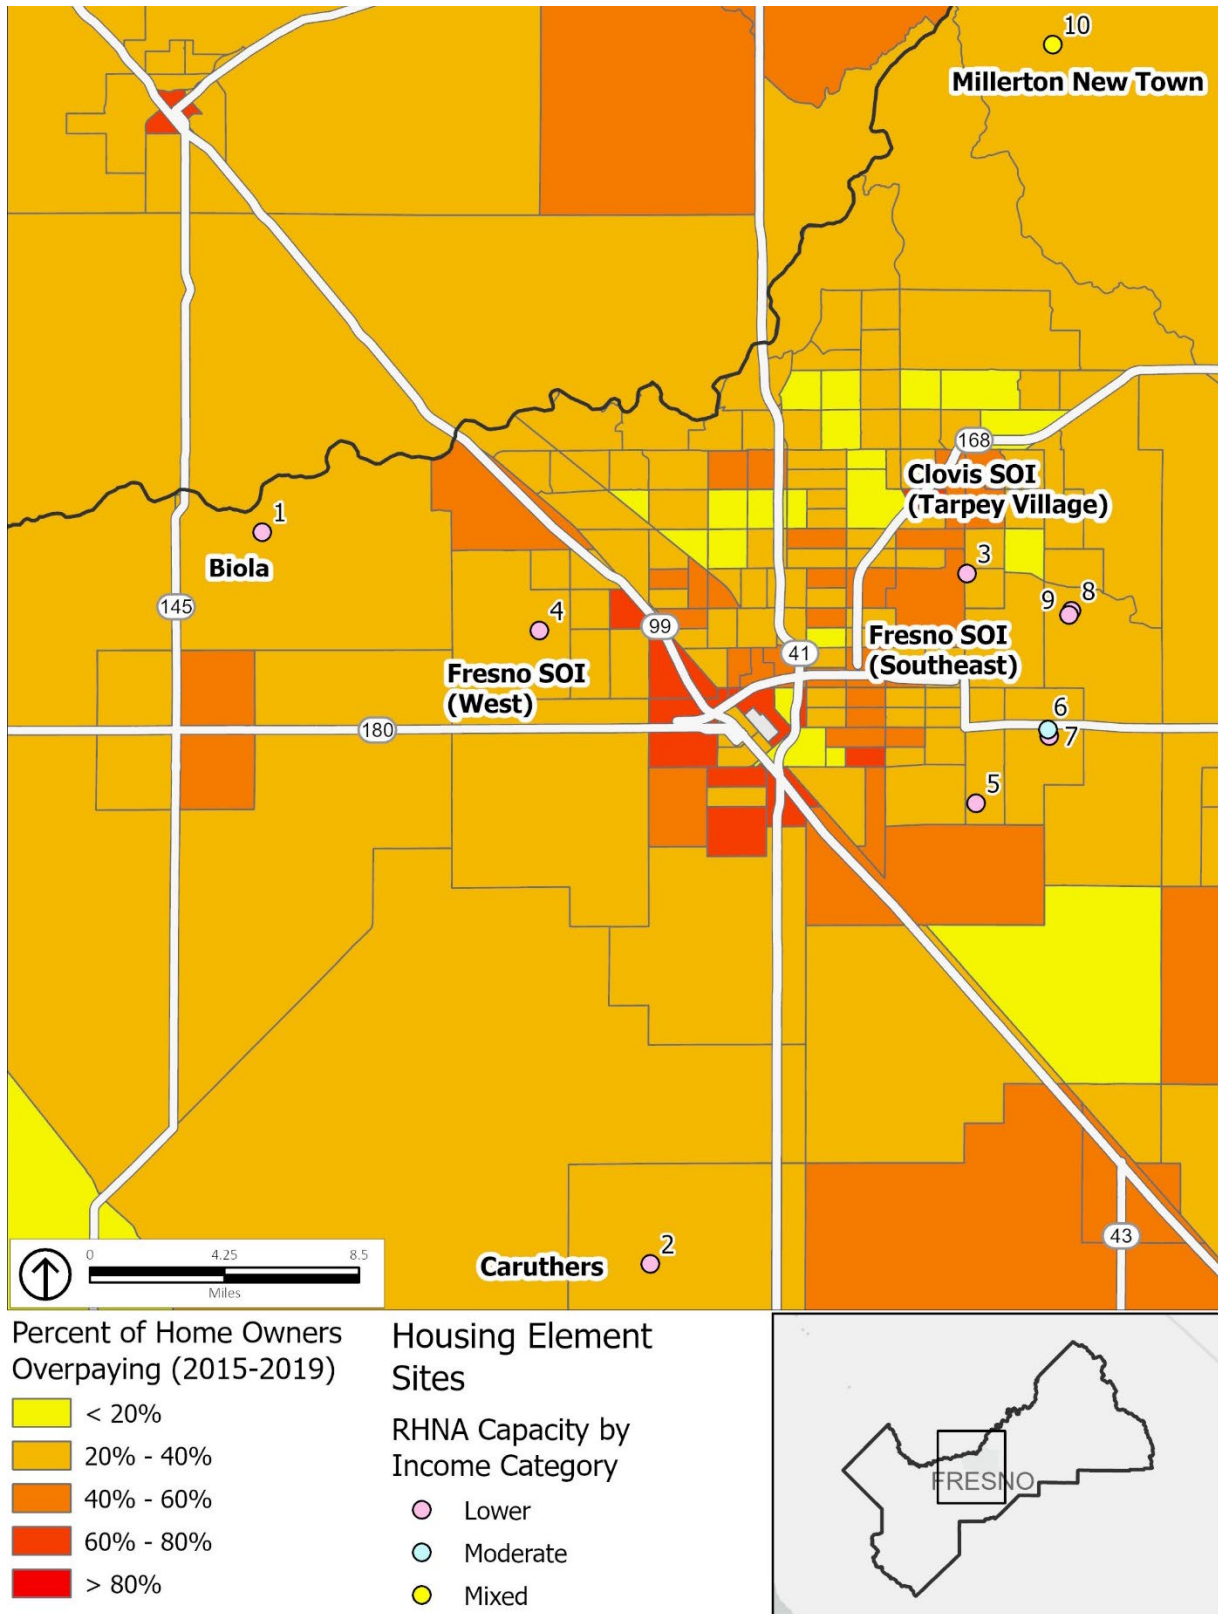 10
Millerton New Town
168
Clovis SOI
(Tarpey Village)
1
Biola
3
145
4
99
9
8
41
Fresno SOI
(Southeast)
Fresno SOI
(West)
180
6
7
5
2
Caruthers
43
0
4.25
8.5
Miles
Percent of Home Owners
Overpaying (2015-2019)
< 20%
20% - 40%
40% - 60%
60% - 80%
> 80%
Housing Element
Sites
RHNA Capacity by
Income Category
Lower
Moderate
Mixed
FRESNO